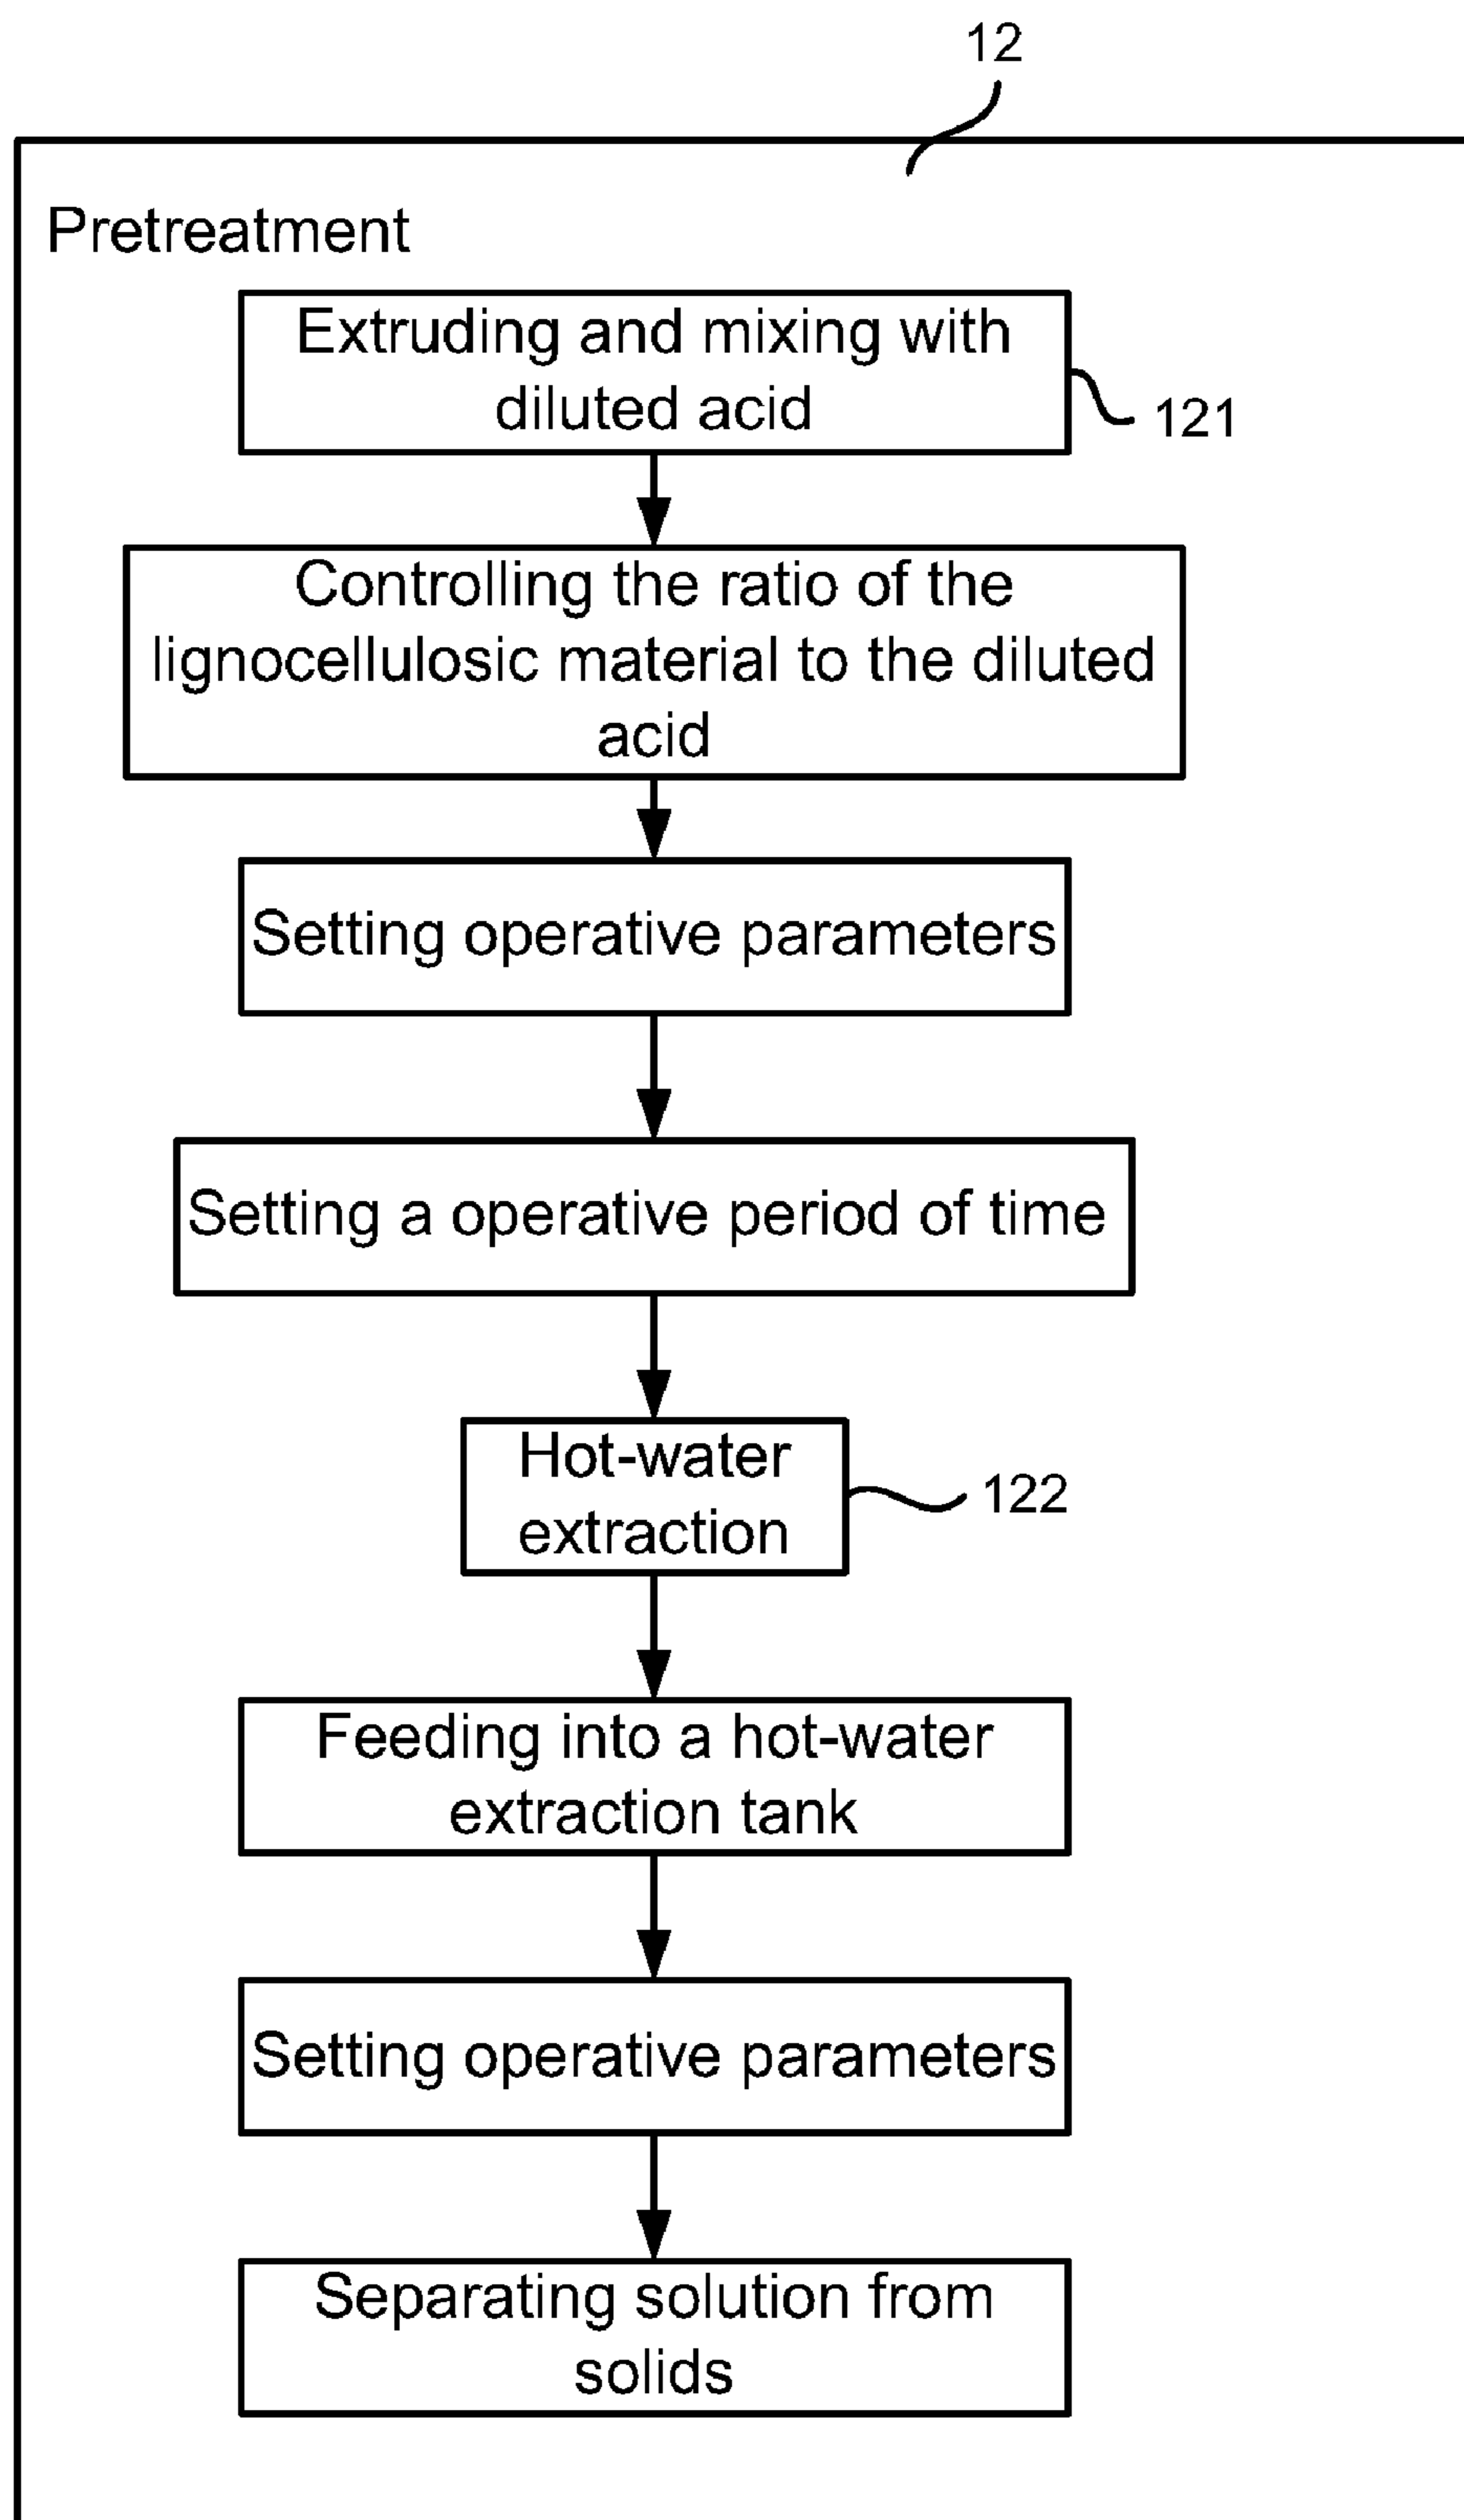 12
Pretreatment
Extruding and mixing with
diluted acid
121
Controlling the ratio of the
lignocellulosic material to the diluted
acid
Setting operative parameters
Setting a operative period of time
Hot-water
extraction
122
Feeding into a hot-water
extraction tank
Setting operative parameters
Separating solution from
solids